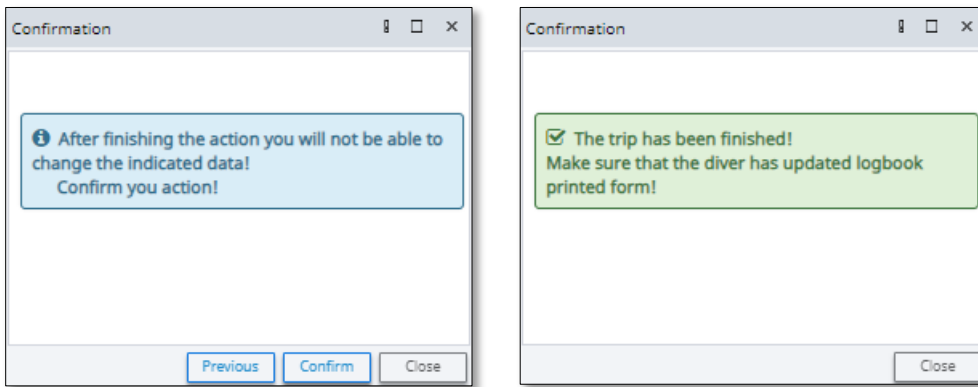 Confirmation
After finishing the action you will not be able to
change the indicated data!
Confirm you action!
Previous
Confirm
Close
Confirmation
The trip has been finished!
Make sure that the diver has updated logbook
printed form!
Close